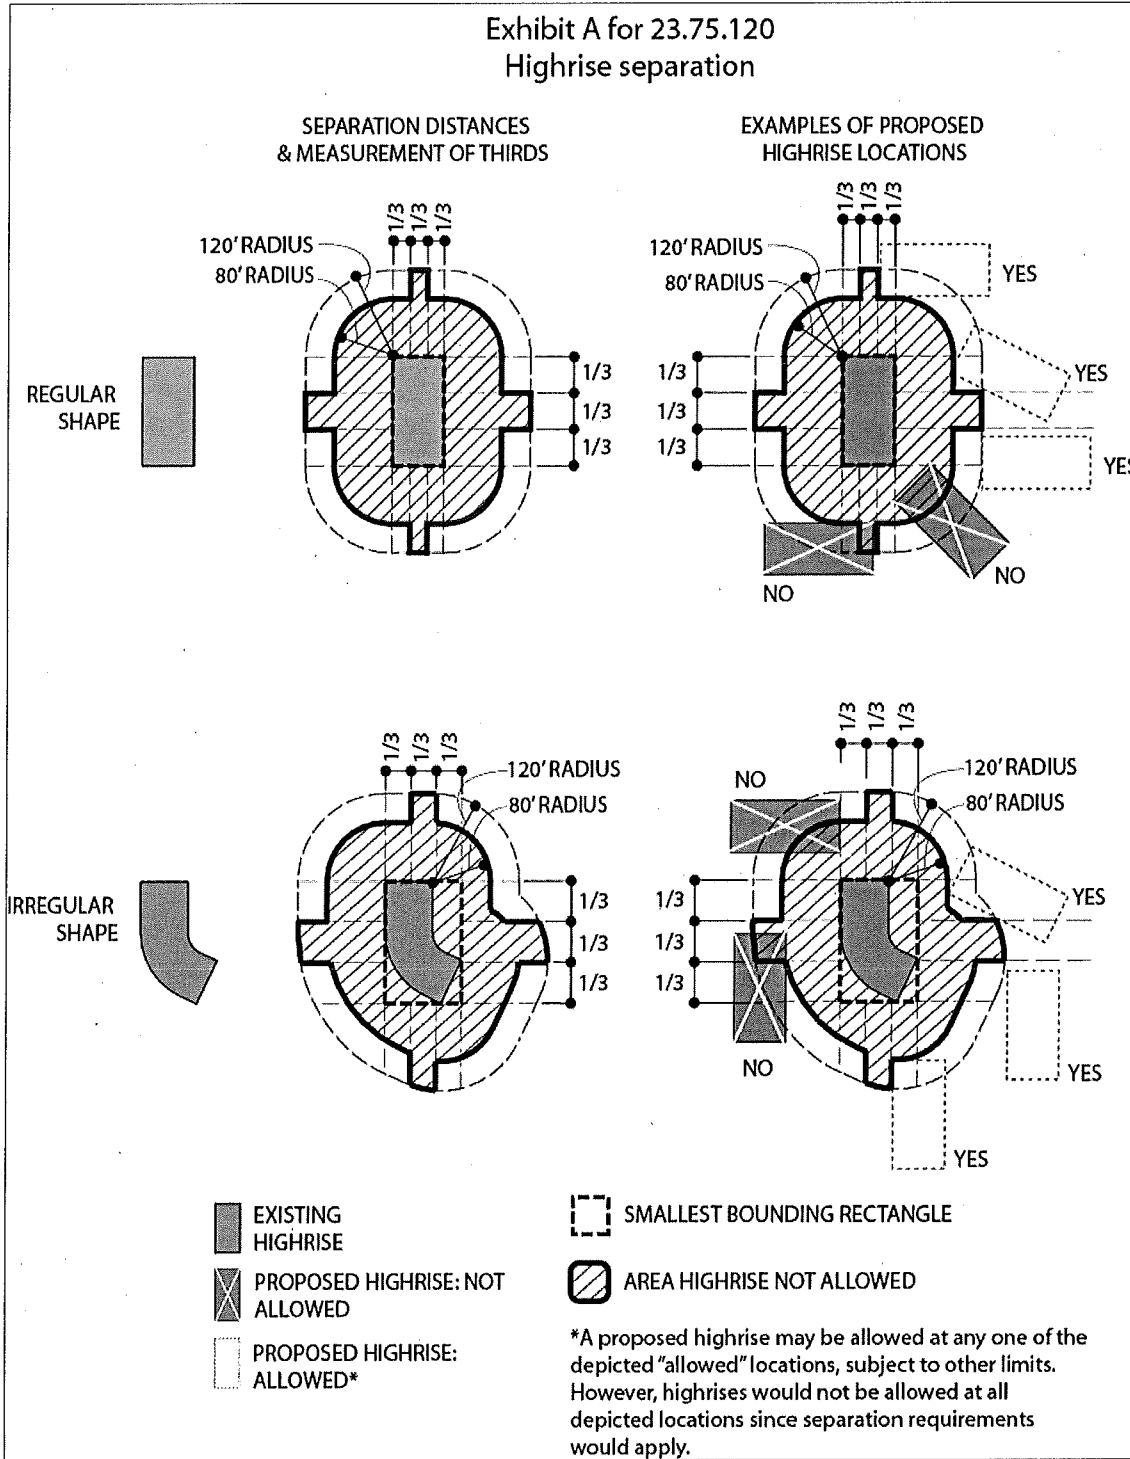 Exhibit A for 23.75.120
Highrise separation
SEPARATION DISTANCES
& MEASUREMENT OF THIRDS
EXAMPLES OF PROPOSED
HIGHRISE LOCATIONS
1/3 1/3 1/3
120' RADIUS
80' RADIUS
1/3
1/3
1/3
REGULAR
SHAPE
1/3 1/3 1/3
120' RADIUS
80' RADIUS
1/3
1/3
1/3
YES
YES
YES
NO
NO
1/3 1/3 1/3
120' RADIUS
80' RADIUS
1/3
1/3
1/3
IRREGULAR
SHAPE
1/3 1/3 1/3
120' RADIUS
80' RADIUS
NO
1/3
1/3
1/3
YES
NO
YES
YES
EXISTING
HIGHRISE
PROPOSED HIGHRISE: NOT
ALLOWED
PROPOSED HIGHRISE:
ALLOWED*
SMALLEST BOUNDING RECTANGLE
AREA HIGHRISE NOT ALLOWED
*A proposed highrise may be allowed at any one of the
depicted "allowed" locations, subject to other limits.
However, highrises would not be allowed at all
depicted locations since separation requirements
would apply.